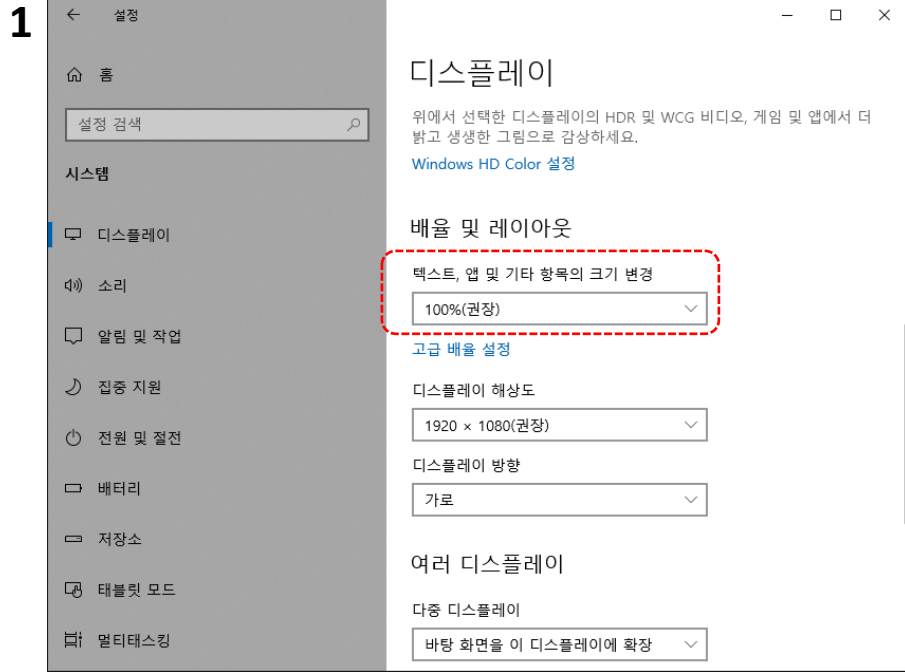 1
설정
홈
설정 검색
시스템
디스플레이
소리
알림 및 작업
집중 지원
전원 및 절전
배터리
저장소
태블릿 모드
멀티태스킹
디스플레이
위에서 선택한 디스플레이의 HDR 및 WCG 비디오, 게임 및 앱에서 더
밝고 생생한 그림으로 감상하세요.
Windows HD Color 설정
배율 및 레이아웃
텍스트, 앱 및 기타 항목의 크기 변경
100%(권장)
고급 배율 설정
디스플레이 해상도
1920 × 1080(권장)
디스플레이 방향
가로
여러 디스플레이
다중 디스플레이
바탕 화면을 이 디스플레이에 확장